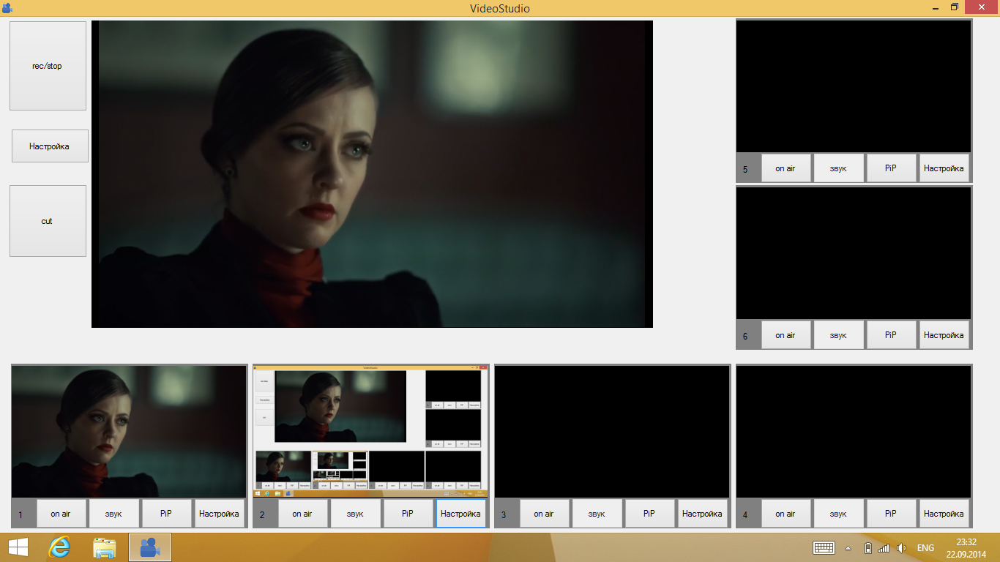 VideoStudio
rec/stop
Настройка
cut
5 on air звук PiP Настройка
6 on air звук PiP Настройка
1 on air звук PiP Настройка
2 on air звук PiP Настройка
3 on air звук PiP Настройка
4 on air звук PiP Настройка
ENG
23:32
22.09.2014